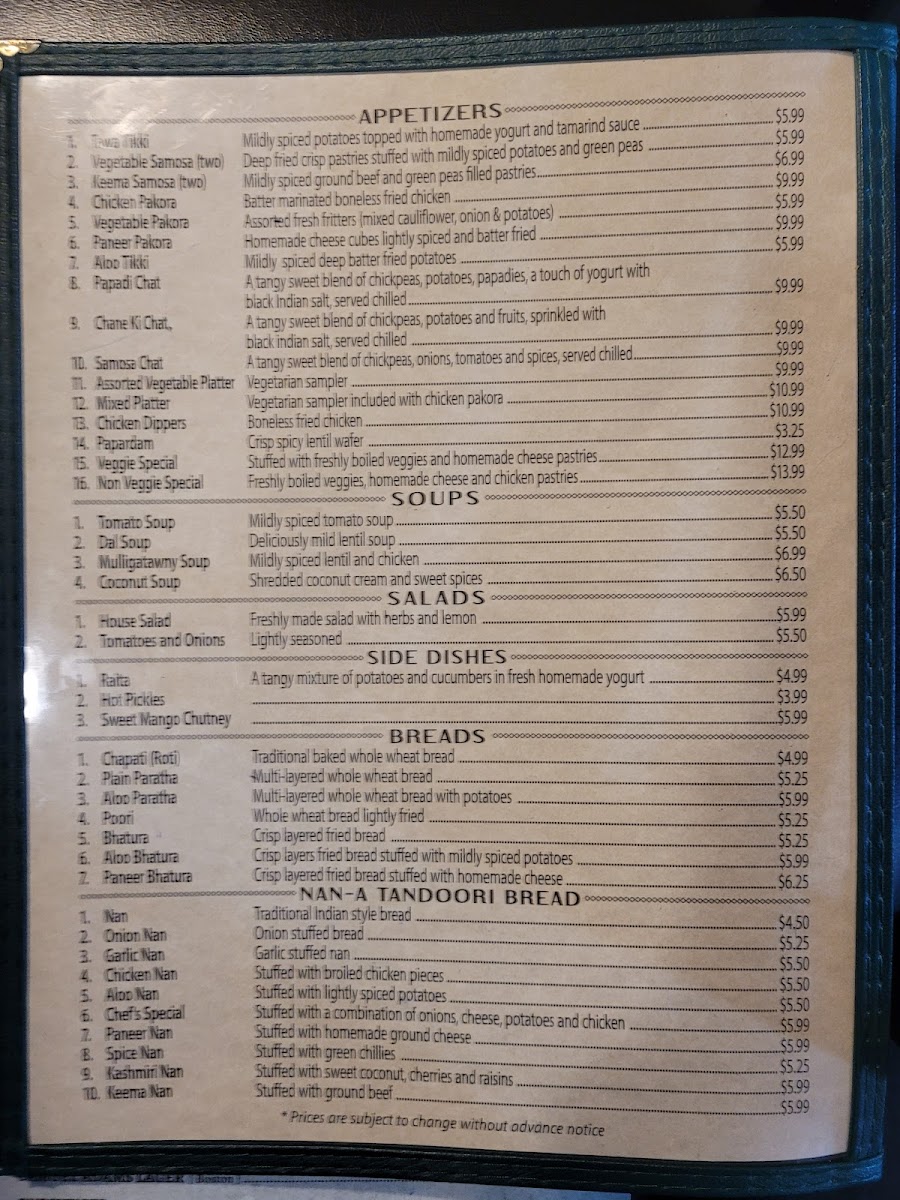 APPETIZERS
1. Tawa Tikki Mildly spiced potatoes topped with homemade yogurt and tamarind sauce $5.99
2. Vegetable Samosa (two) Deep fried crisp pastries stuffed with mildly spiced potatoes and green peas $5.99
3. Keema Samosa (two) Mildly spiced ground beef and green peas filled pastries $6.99
4. Chicken Pakora Batter marinated boneless fried chicken $9.99
5. Vegetable Pakora Assorted fresh fritters (mixed cauliflower, onion & potatoes) $5.99
6. Paneer Pakora Homemade cheese cubes lightly spiced and batter fried $9.99
7. Aloo Tikki Mildly spiced deep batter fried potatoes $5.99
8. Papadi Chat A tangy sweet blend of chickpeas, potatoes, papadies, a touch of yogurt with
black Indian salt, served chilled $9.99
9. Chane Ki Chat, A tangy sweet blend of chickpeas, potatoes and fruits, sprinkled with
black indian salt, served chilled $9.99
10. Samosa Chat A tangy sweet blend of chickpeas, onions, tomatoes and spices, served chilled $9.99
11. Assorted Vegetable Platter Vegetarian sampler $9.99
12. Mixed Platter Vegetarian sampler included with chicken pakora $10.99
13. Chicken Dippers Boneless fried chicken $10.99
14. Papardam Crisp spicy lentil wafer $3.25
15. Veggie Special Stuffed with freshly boiled veggies and homemade cheese pastries $12.99
16. Non Veggie Special Freshly boiled veggies, homemade cheese and chicken pastries $13.99
SOUPS
1. Tomato Soup Mildly spiced tomato soup $5.50
2. Dal Soup Deliciously mild lentil soup $5.50
3. Mulligatawny Soup Mildly spiced lentil and chicken $6.99
4. Coconut Soup Shredded coconut cream and sweet spices $6.50
SALADS
1. House Salad Freshly made salad with herbs and lemon $5.99
2. Tomatoes and Onions Lightly seasoned $5.50
SIDE DISHES
1. Raita A tangy mixture of potatoes and cucumbers in fresh homemade yogurt $4.99
2. Hot Pickles $3.99
3. Sweet Mango Chutney $5.99
BREADS
1. Chapati (Roti) Traditional baked whole wheat bread $4.99
2. Plain Paratha Multi-layered whole wheat bread $5.25
3. Aloo Paratha Multi-layered whole wheat bread with potatoes $5.99
4. Poori Whole wheat bread lightly fried $5.25
5. Bhatura Crisp layered fried bread $5.25
6. Aloo Bhatura Crisp layers fried bread stuffed with mildly spiced potatoes $5.99
7. Paneer Bhatura Crisp layered fried bread stuffed with homemade cheese $6.25
NAN-A TANDOORI BREAD
1. Nan Traditional Indian style bread $4.50
2. Onion Nan Onion stuffed bread $5.25
3. Garlic Nan Garlic stuffed nan $5.50
4. Chicken Nan Stuffed with broiled chicken pieces $5.50
5. Aloo Nan Stuffed with lightly spiced potatoes $5.50
6. Chef's Special Stuffed with a combination of onions, cheese, potatoes and chicken $5.99
7. Paneer Nan Stuffed with homemade ground cheese $5.99
8. Spice Nan Stuffed with green chillies $5.25
9. Kashmiri Nan Stuffed with sweet coconut, cherries and raisins $5.99
10. Keema Nan Stuffed with ground beef $5.99
* Prices are subject to change without advance notice
LAGER [Boston]